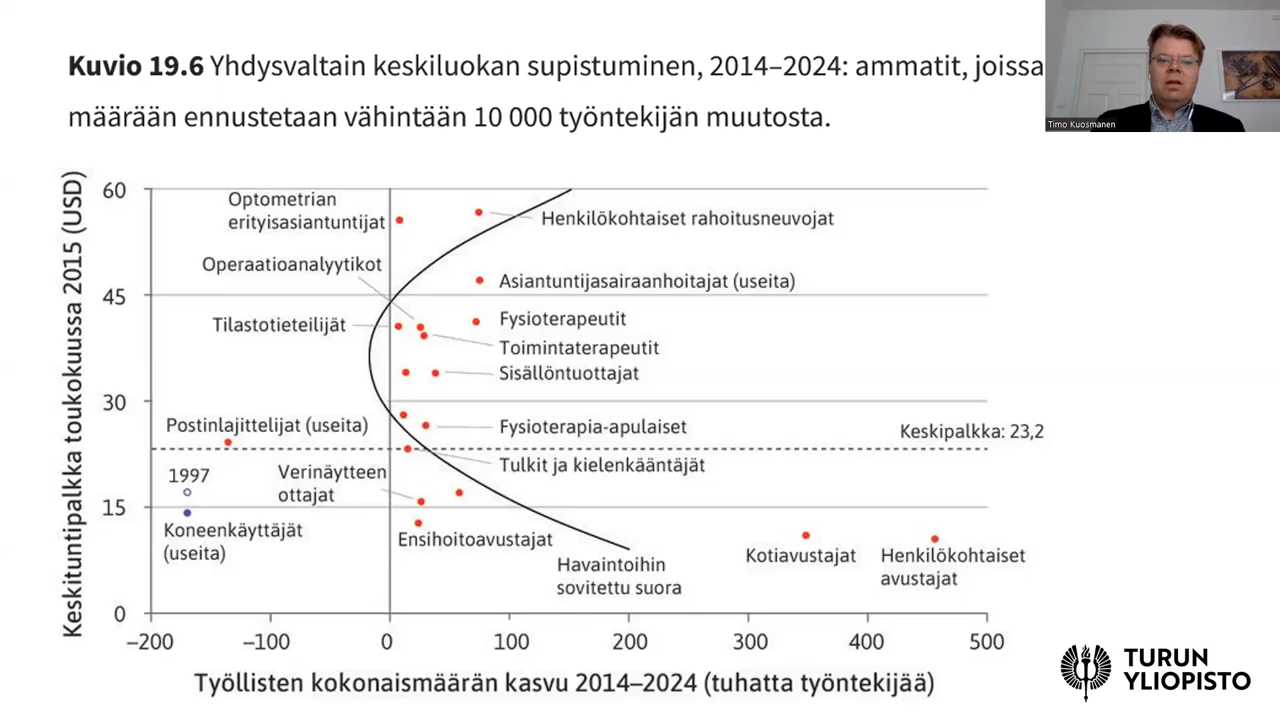 Kuvio 19.6 Yhdysvaltain keskiluokan supistuminen, 2014–2024: ammatit, joissa
määrään ennustetaan vähintään 10 000 työntekijän muutosta.
Timo Kuosmanen
Keskituntipalkka toukokuussa 2015 (USD)
60
45
30
15
0
Optometrian
erityisasiantuntijat
Henkilökohtaiset rahoitusneuvojat
Operaatioanalyytikot
Asiantuntijasairaanhoitajat (useita)
Tilastotieteilijät
Fysioterapeutit
Toimintaterapeutit
Sisällöntuottajat
Postinlajittelijat (useita)
Fysioterapia-apulaiset
Keskipalkka: 23,2
1997
Verinäytteen
ottajat
Tulkit ja kielenkääntäjät
Koneenkäyttäjät
(useita)
Ensihoitoavustajat
Havaintoihin
sovitettu suora
Kotiavustajat
Henkilökohtaiset
avustajat
–200
–100
0
100
200
300
400
500
Työllisten kokonaismäärän kasvu 2014–2024 (tuhatta työntekijää)
TURUN
YLIOPISTO